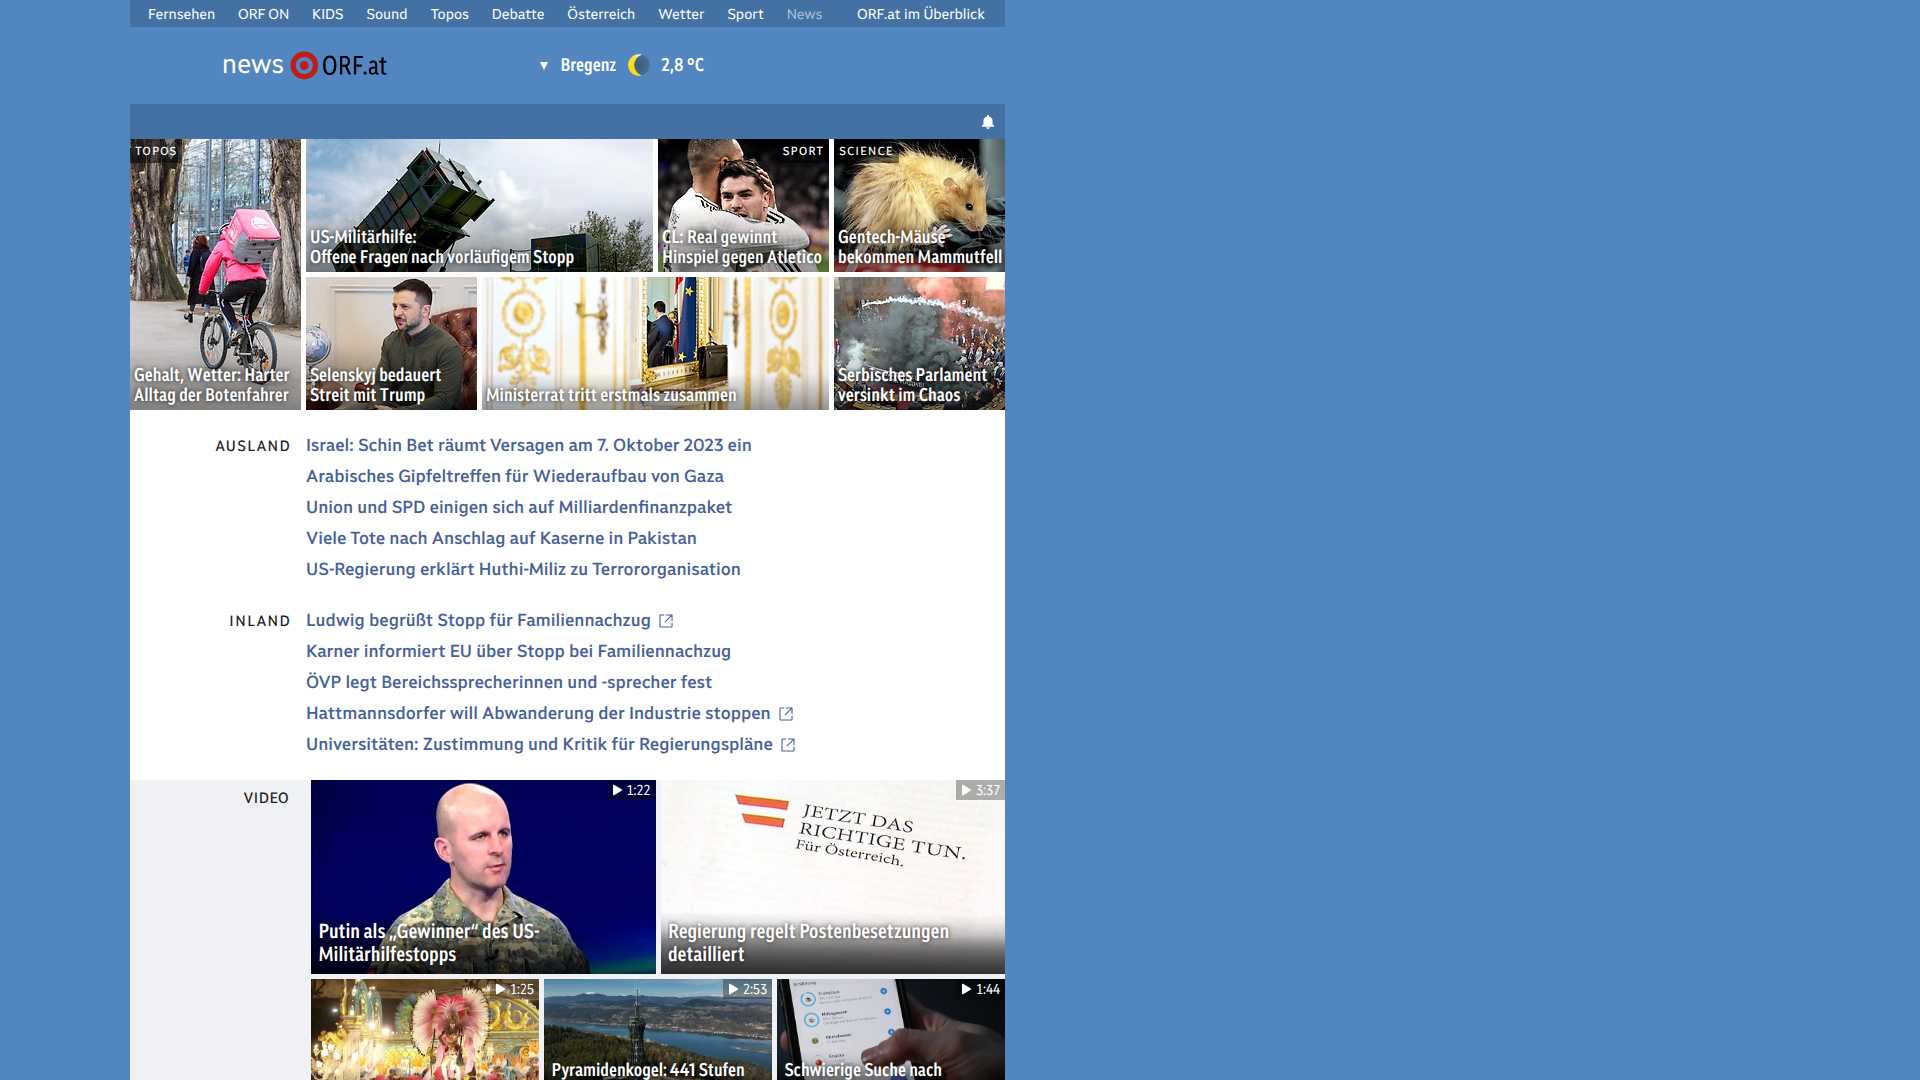 Fernsehen ORF ON KIDS Sound Topos Debatte Österreich Wetter Sport News ORF.at im Überblick
news ORF.at
Bregenz 2,8 °C
TOPOS
Gehalt, Wetter: Harter
Alltag der Botenfahrer
US-Militärhilfe:
Offene Fragen nach vorläufigem Stopp
SPORT
CL: Real gewinnt
Hinspiel gegen Atletico
SCIENCE
Gentech-Mäuse
bekommen Mammutfell
Selenskyj bedauert
Streit mit Trump
Ministerrat tritt erstmals zusammen
Serbisches Parlament
versinkt im Chaos
AUSLAND
Israel: Schin Bet räumt Versagen am 7. Oktober 2023 ein
Arabisches Gipfeltreffen für Wiederaufbau von Gaza
Union und SPD einigen sich auf Milliardenfinanzpaket
Viele Tote nach Anschlag auf Kaserne in Pakistan
US-Regierung erklärt Huthi-Miliz zu Terrororganisation
INLAND
Ludwig begrüßt Stopp für Familiennachzug
Karner informiert EU über Stopp bei Familiennachzug
ÖVP legt Bereichssprecherinnen und -sprecher fest
Hattmannsdorfer will Abwanderung der Industrie stoppen
Universitäten: Zustimmung und Kritik für Regierungspläne
VIDEO
1:22
Putin als „Gewinner“ des US-
Militärhilfestopps
3:37
JETZT DAS
RICHTIGE TUN.
Für Österreich.
Regierung regelt Postenbesetzungen
detailliert
1:25
2:53
Pyramidenkogel: 441 Stufen
1:44
Schwierige Suche nach